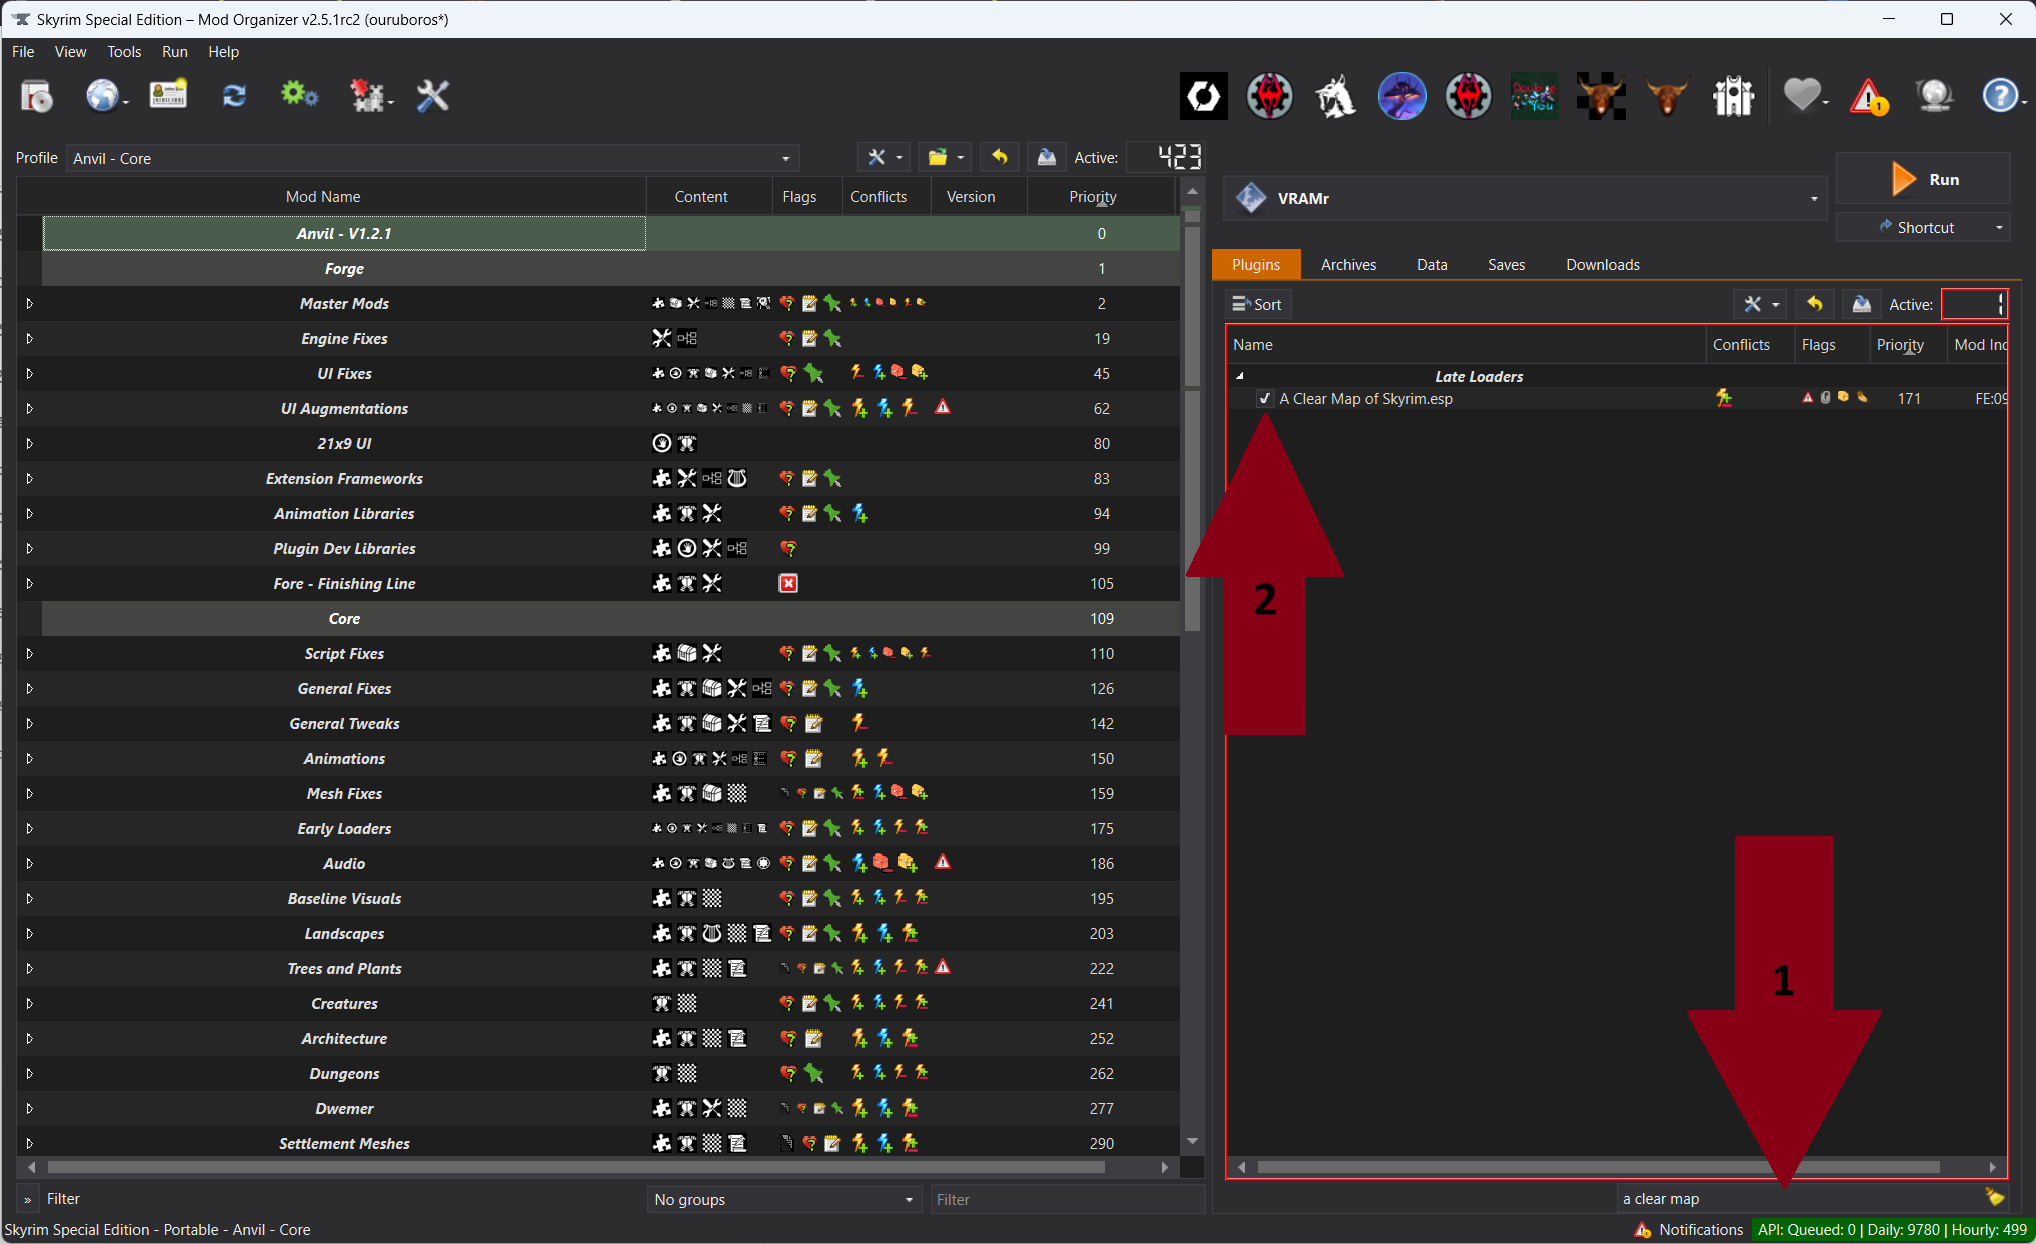 Skyrim Special Edition – Mod Organizer v2.5.1rc2 (ouruboros*)
File View Tools Run Help
Double You
1
Profile Anvil - Core Active: 423
Mod Name Content Flags Conflicts Version Priority
Anvil - V1.2.1 0
Forge 1
Master Mods 2
Engine Fixes 19
UI Fixes 45
UI Augmentations 62
21x9 UI 80
Extension Frameworks 83
Animation Libraries 94
Plugin Dev Libraries 99
Fore - Finishing Line 105
Core 109
Script Fixes 110
General Fixes 126
General Tweaks 142
Animations 150
Mesh Fixes 159
Early Loaders 175
Audio 186
Baseline Visuals 195
Landscapes 203
Trees and Plants 222
Creatures 241
Architecture 252
Dungeons 262
Dwemer 277
Settlement Meshes 290
» Filter No groups Filter
VRAMr
Run
Shortcut
Plugins Archives Data Saves Downloads
Sort Active:
Name Conflicts Flags Priority Mod Ind
Late Loaders
A Clear Map of Skyrim.esp 171 FE:09
2
1
a clear map
Skyrim Special Edition - Portable - Anvil - Core Notifications API: Queued: 0 | Daily: 9780 | Hourly: 499